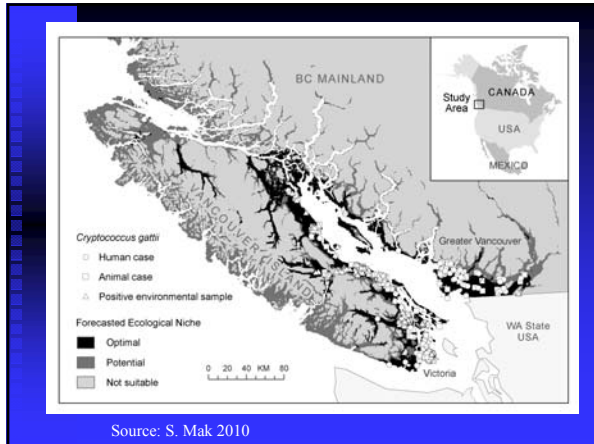 BC MAINLAND
CANADA
Study
Area
USA
MEXICO
VANCOUVER ISLAND
Greater Vancouver
Cryptococcus gattii
Human case
Animal case
Positive environmental sample
WA State
USA
Forecasted Ecological Niche
Optimal
Potential
Not suitable
0 20 40 KM 80
Victoria
Source: S. Mak 2010